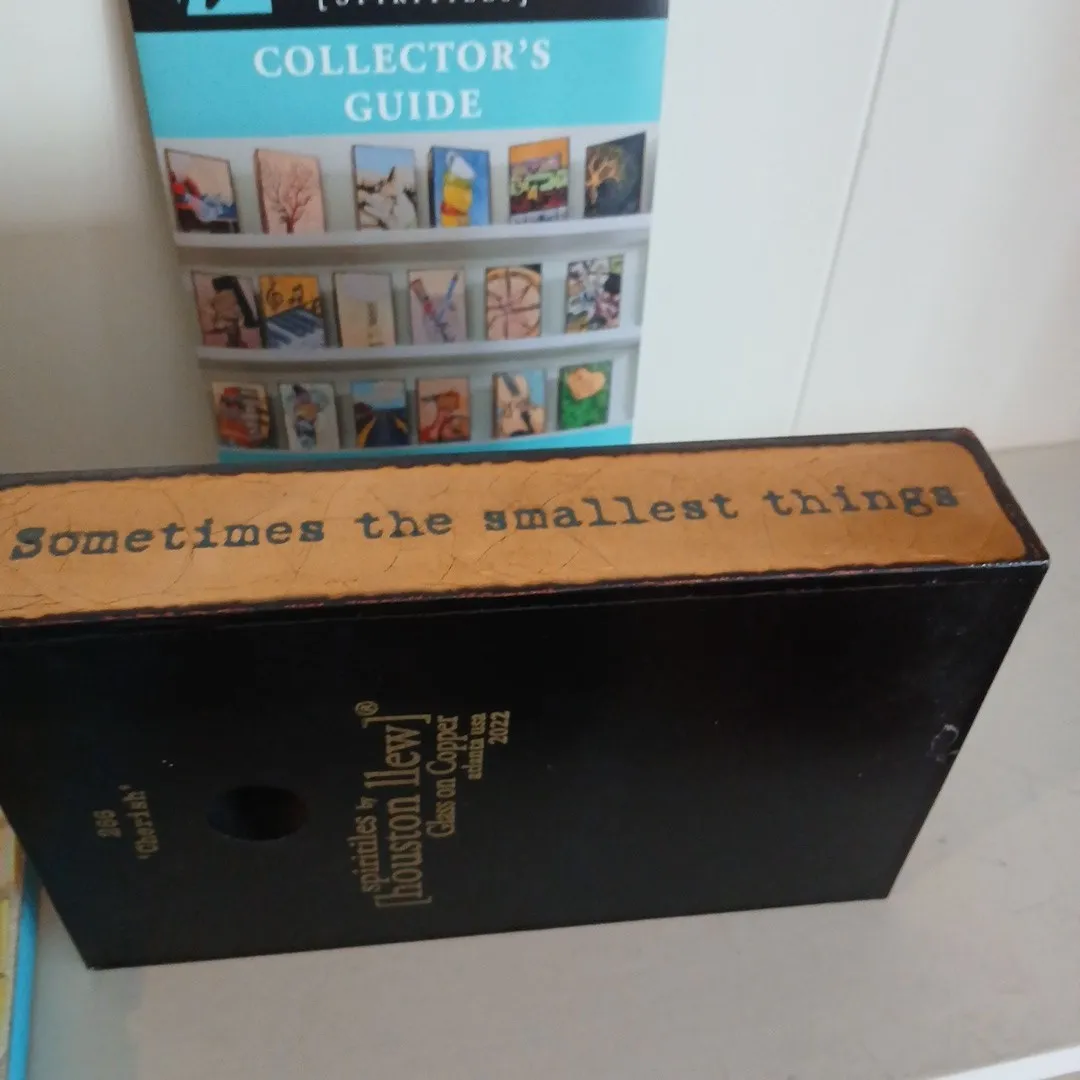 COLLECTOR'S
GUIDE
Sometimes the smallest things
266
'Cherish'
spiritiles by
[houston llew]®
Glass on Copper
atlanta usa
2022